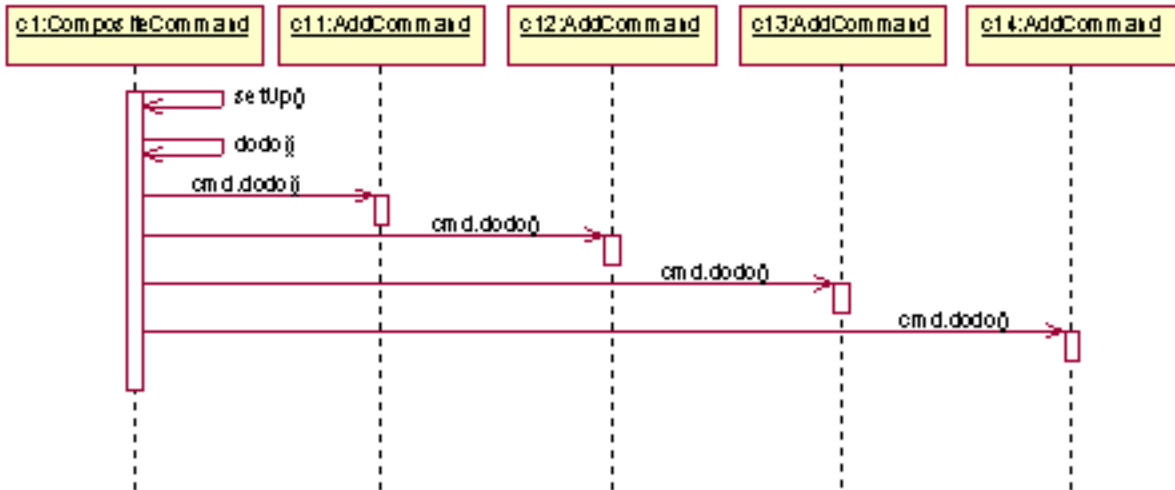 c1:CompositeCommand
c11:AddCommand
c12:AddCommand
c13:AddCommand
c14:AddCommand
setUp()
dodo()
cmd.dodo()
cmd.dodo()
cmd.dodo()
cmd.dodo()